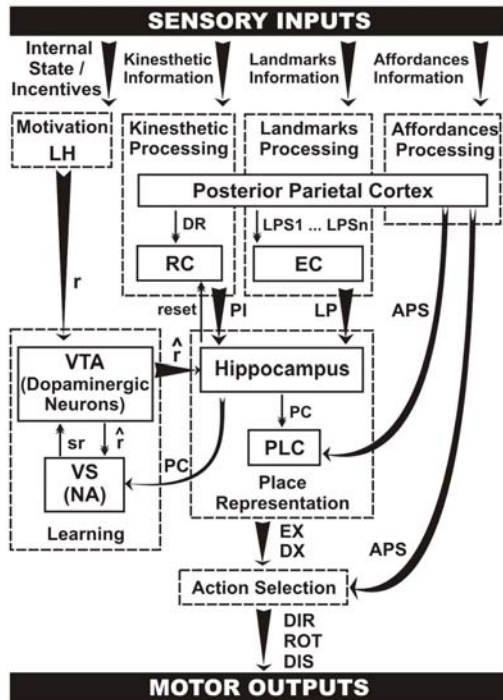 SENSORY INPUTS
Internal
State /
Incentives
Kinesthetic
Information
Landmarks
Information
Affordances
Information
Motivation
LH
Kinesthetic
Processing
Landmarks
Processing
Affordances
Processing
Posterior Parietal Cortex
DR
LPS1 ... LPSn
RC
EC
r
reset
PI
LP
APS
VTA
(Dopaminergic
Neurons)
r̂
Hippocampus
sr
r̂
PC
PC
VS
(NA)
PLC
Learning
Place
Representation
EX
DX
APS
Action Selection
DIR
ROT
DIS
MOTOR OUTPUTS